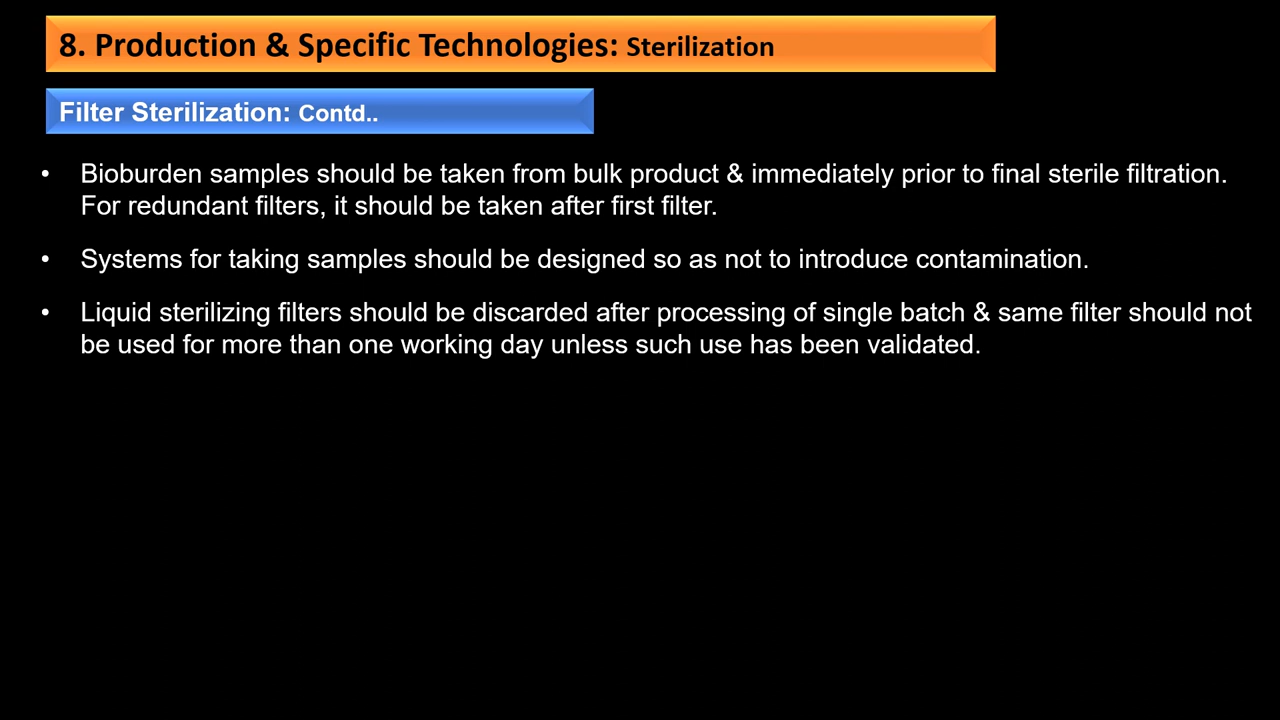 8. Production & Specific Technologies: Sterilization
Filter Sterilization: Contd..
• Bioburden samples should be taken from bulk product & immediately prior to final sterile filtration.
For redundant filters, it should be taken after first filter.
• Systems for taking samples should be designed so as not to introduce contamination.
• Liquid sterilizing filters should be discarded after processing of single batch & same filter should not
be used for more than one working day unless such use has been validated.